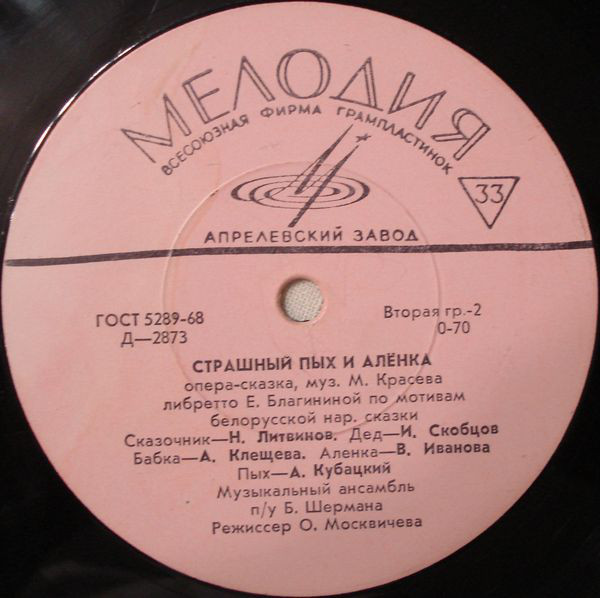 МЕЛОДИЯ
ВСЕСОЮЗНАЯ ФИРМА ГРАМПЛАСТИНОК
33
АПРЕЛЕВСКИЙ ЗАВОД
ГОСТ 5289-68
Вторая гр.-2
Д—2873
0-70
СТРАШНЫЙ ПЫХ И АЛЁНКА
опера-сказка, муз. М. Красева
либретто Е. Благининой по мотивам
белорусской нар. сказки
Сказочник—Н. Литвинов. Дед—И. Скобцов
Бабка—А. Клещева. Аленка—В. Иванова
Пых—А. Кубацкий
Музыкальный ансамбль
п/у Б. Шермана
Режиссер О. Москвичева